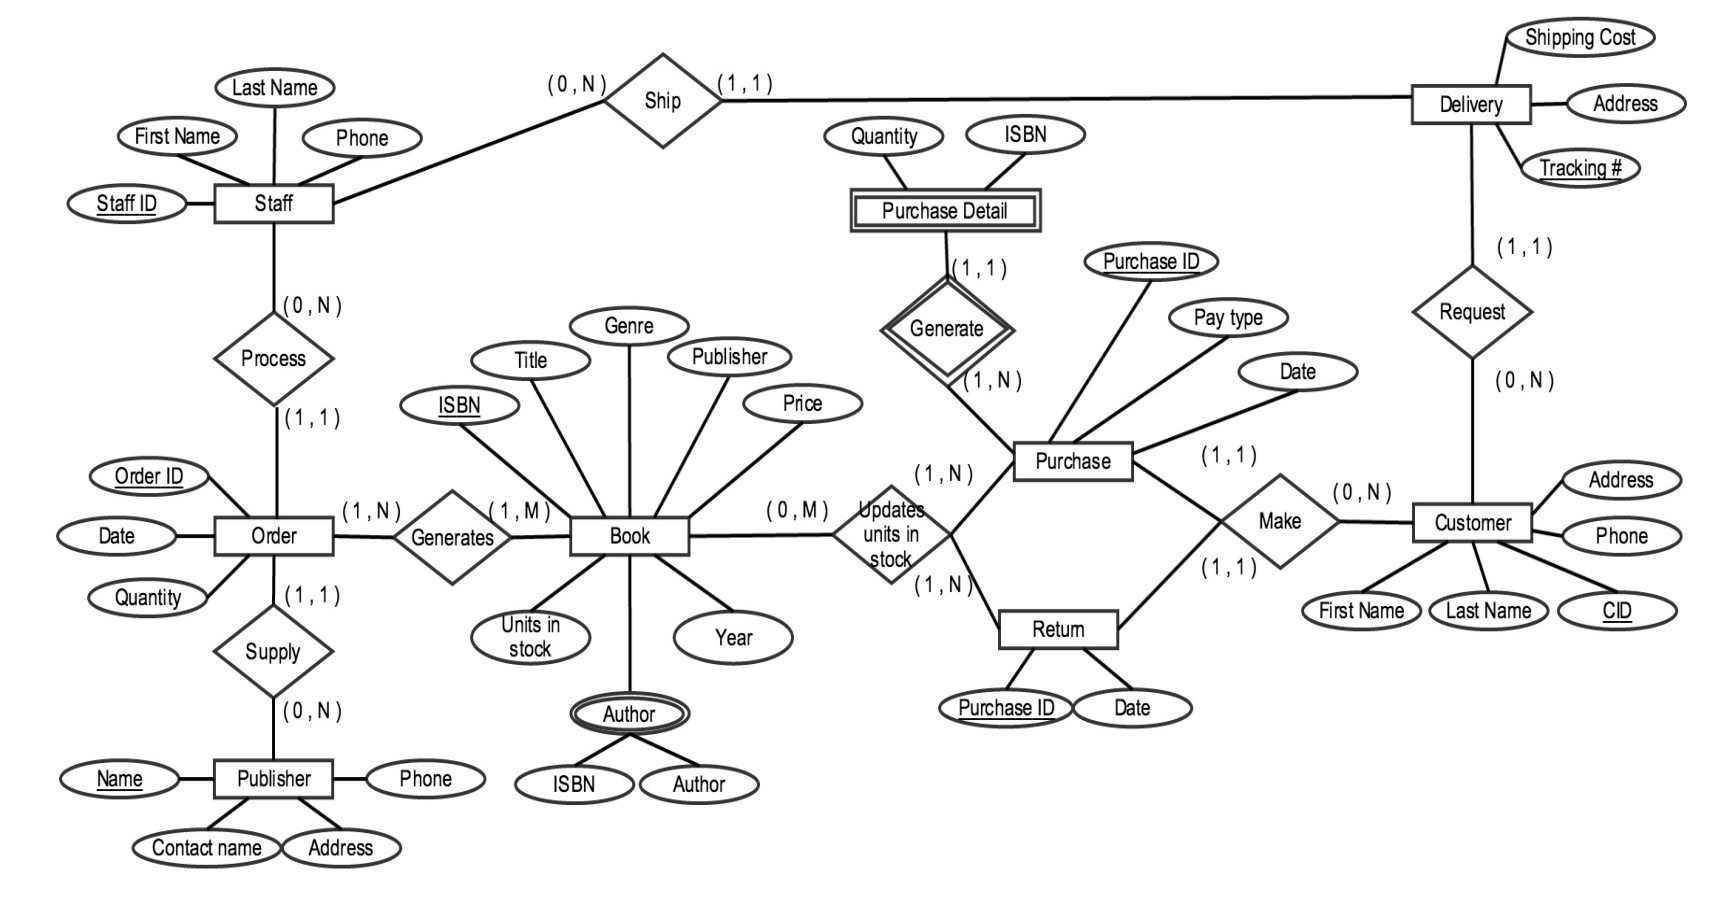 Shipping Cost
Last Name
(0,N)
Ship
(1,1)
Delivery
Address
First Name
Phone
Quantity
ISBN
Tracking #
Staff ID
Staff
Purchase Detail
(1,1)
Purchase ID
(1,1)
(0,N)
Process
Genre
Generate
Pay type
Request
Title
Publisher
Date
(1,N)
(0,N)
ISBN
Price
(1,1)
Order ID
Purchase
(1,1)
(1,N)
(0,N)
Address
Date
Order
(1,N)
Generates
(1,M)
Book
(0,M)
Updates
units in
stock
Make
Customer
Phone
Quantity
(1,1)
(1,N)
(1,1)
Units in
stock
Year
Return
First Name
Last Name
CID
Supply
(0,N)
Author
Purchase ID
Date
Name
Publisher
Phone
ISBN
Author
Contact name
Address